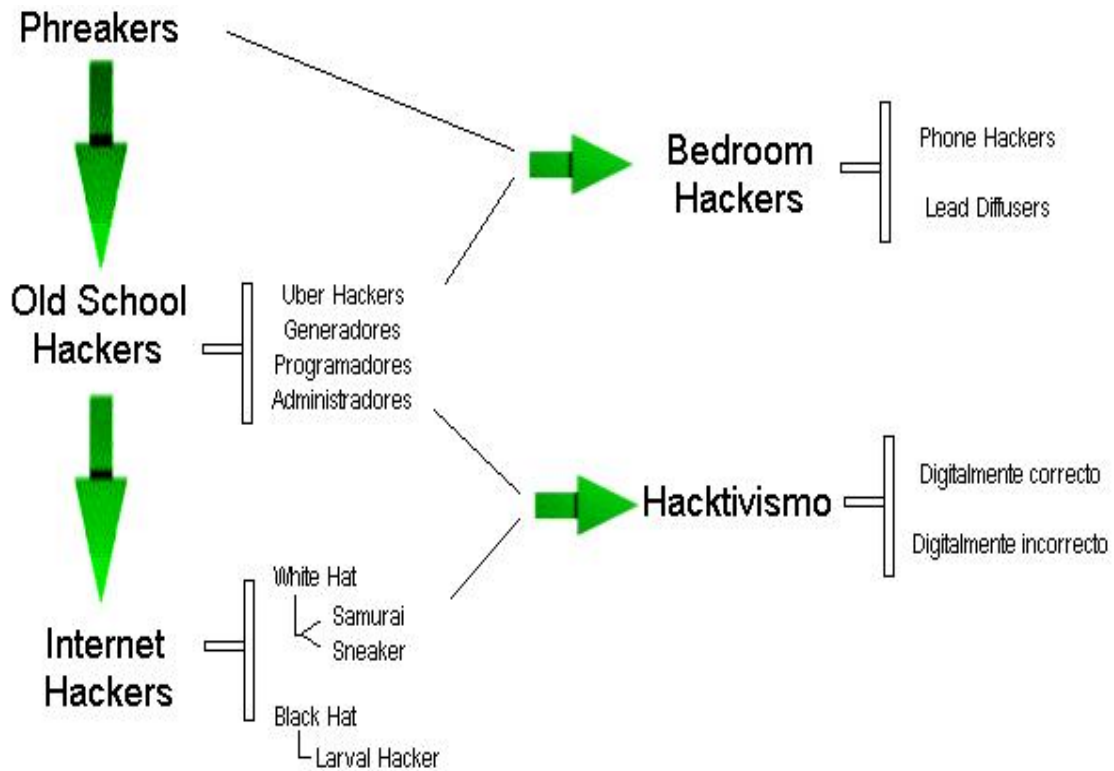 Phreakers
Bedroom
Hackers
Phone Hackers
Lead Diffusers
Old School
Hackers
Uber Hackers
Generadores
Programadores
Administradores
Hacktivismo
Digitalmente correcto
Digitalmente incorrecto
Internet
Hackers
White Hat
Samurai
Sneaker
Black Hat
Larval Hacker